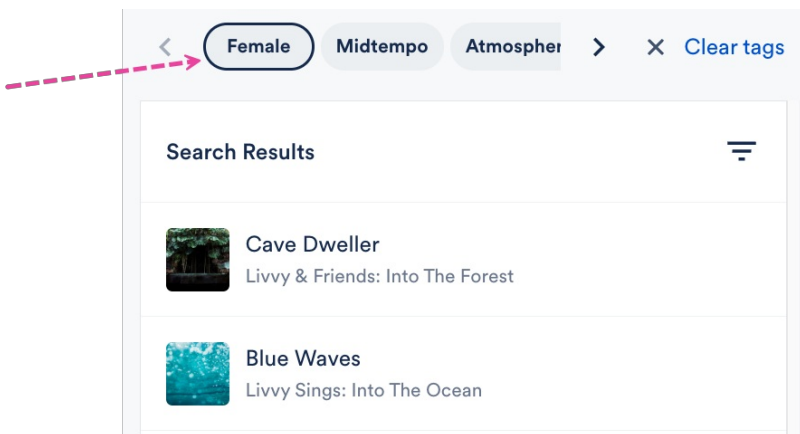 Female Midtempo Atmospher Clear tags
Search Results
Cave Dweller
Livvy & Friends: Into The Forest
Blue Waves
Livvy Sings: Into The Ocean